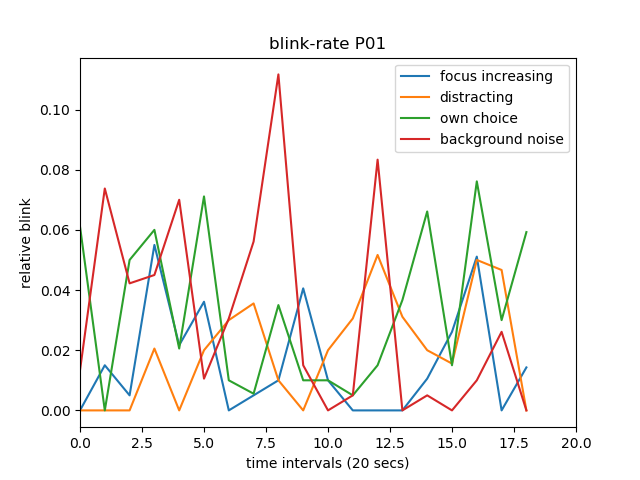 blink-rate P01
focus increasing
distracting
own choice
background noise
0.10
0.08
0.06
0.04
0.02
0.00
relative blink
0.0 2.5 5.0 7.5 10.0 12.5 15.0 17.5 20.0
time intervals (20 secs)